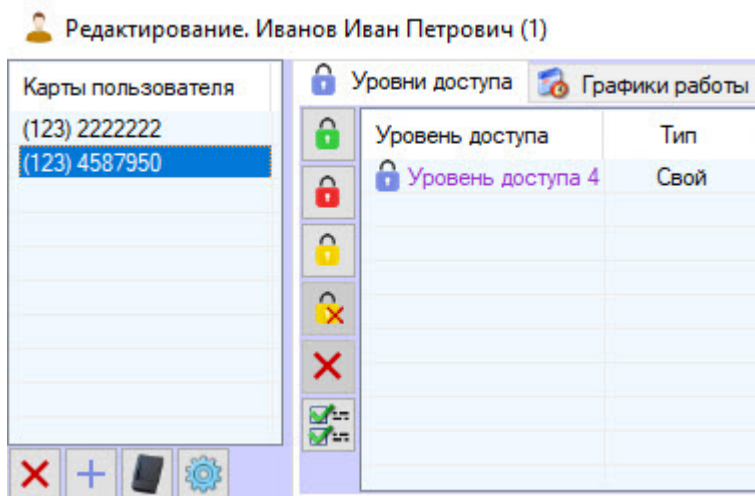 Редактирование. Иванов Иван Петрович (1)
Карты пользователя
(123) 2222222
(123) 4587950
Уровни доступа
Графики работы
Уровень доступа Тип
Уровень доступа 4 Свой